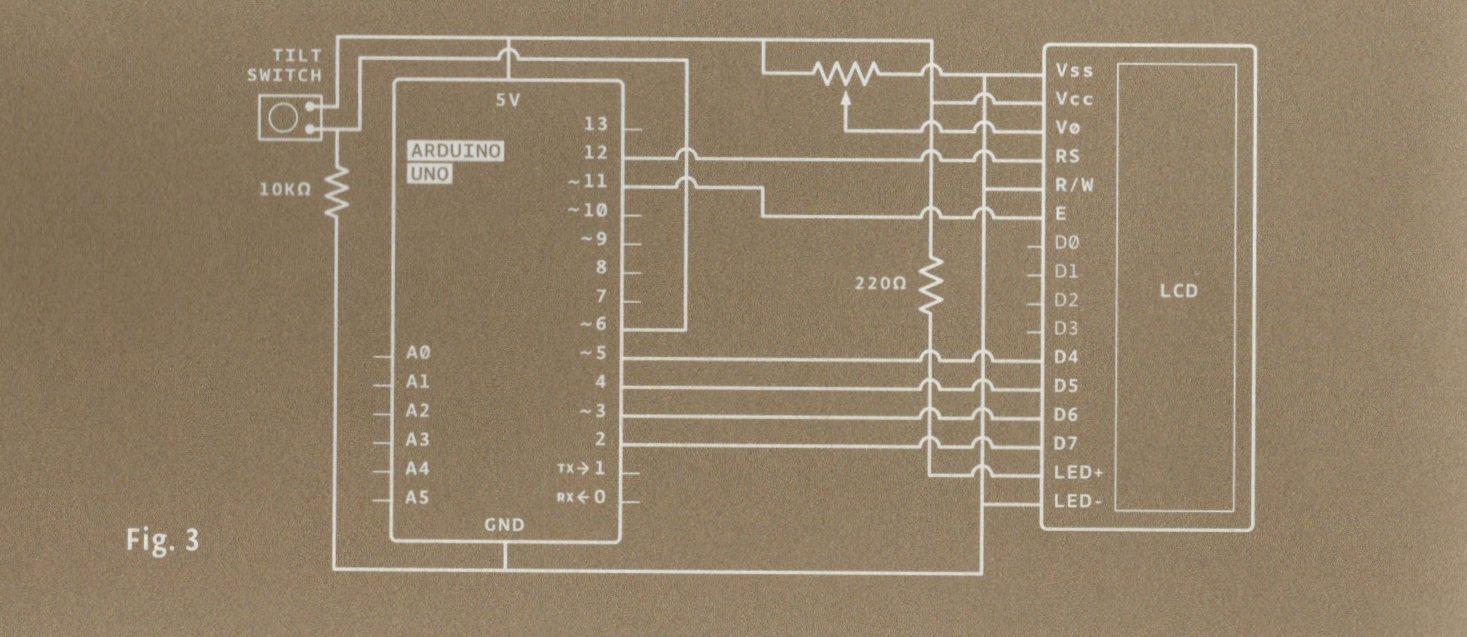 TILT
SWITCH
10KΩ
5V
ARDUINO
UNO
13
12
~11
~10
~9
8
7
~6
~5
4
~3
2
TX→1
RX←0
A0
A1
A2
A3
A4
A5
GND
220Ω
Vss
Vcc
Vø
RS
R/W
E
D0
D1
D2
D3
D4
D5
D6
D7
LED+
LED-
LCD
Fig. 3